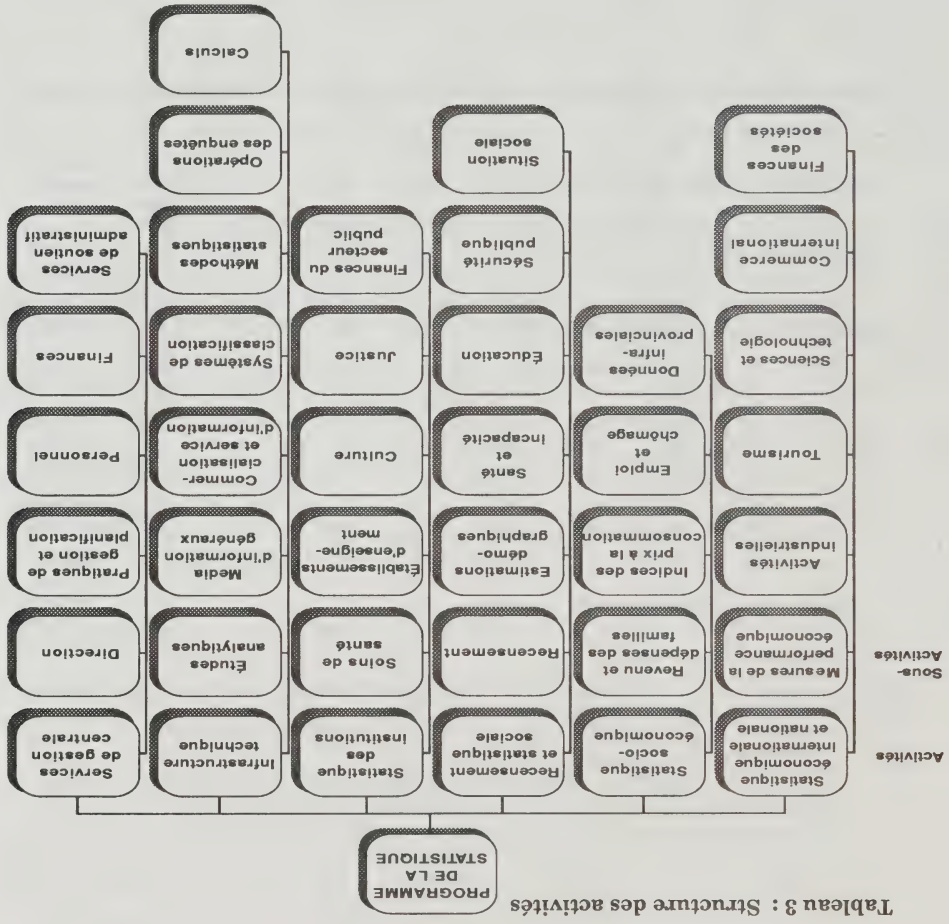 Tableau 3 : Structure des activités
PROGRAMME
DE LA
STATISTIQUE
Activités
Statistique
économique
Internationale
et nationale
Statistique
socio-
économique
Recensement
et statistique
sociale
Statistique
des
institutions
Infrastructure
technique
Services
de gestion
centrale
Sous-
Activités
Mesures de la
performance
économique
Revenu et
dépenses des
familles
Recensement
Soins de
santé
Études
analytiques
Direction
Activités
industrielles
Indices des
prix à la
consommation
Estimations
démo-
graphiques
Établissements
d'enseigne-
ment
Media
d'information
généraux
Pratiques de
gestion et
planification
Tourisme
Emploi
et
chômage
Santé
et
incapacité
Culture
Commer-
cialisation
et service
d'information
Personnel
Sciences et
technologie
Données
infra-
provinciales
Éducation
Justice
Systèmes de
classification
Finances
Commerce
international
Sécurité
publique
Finances du
secteur
public
Méthodes
statistiques
Services
de soutien
administratif
Finances
des
sociétés
Situation
sociale
Opérations
des enquêtes
Calculs